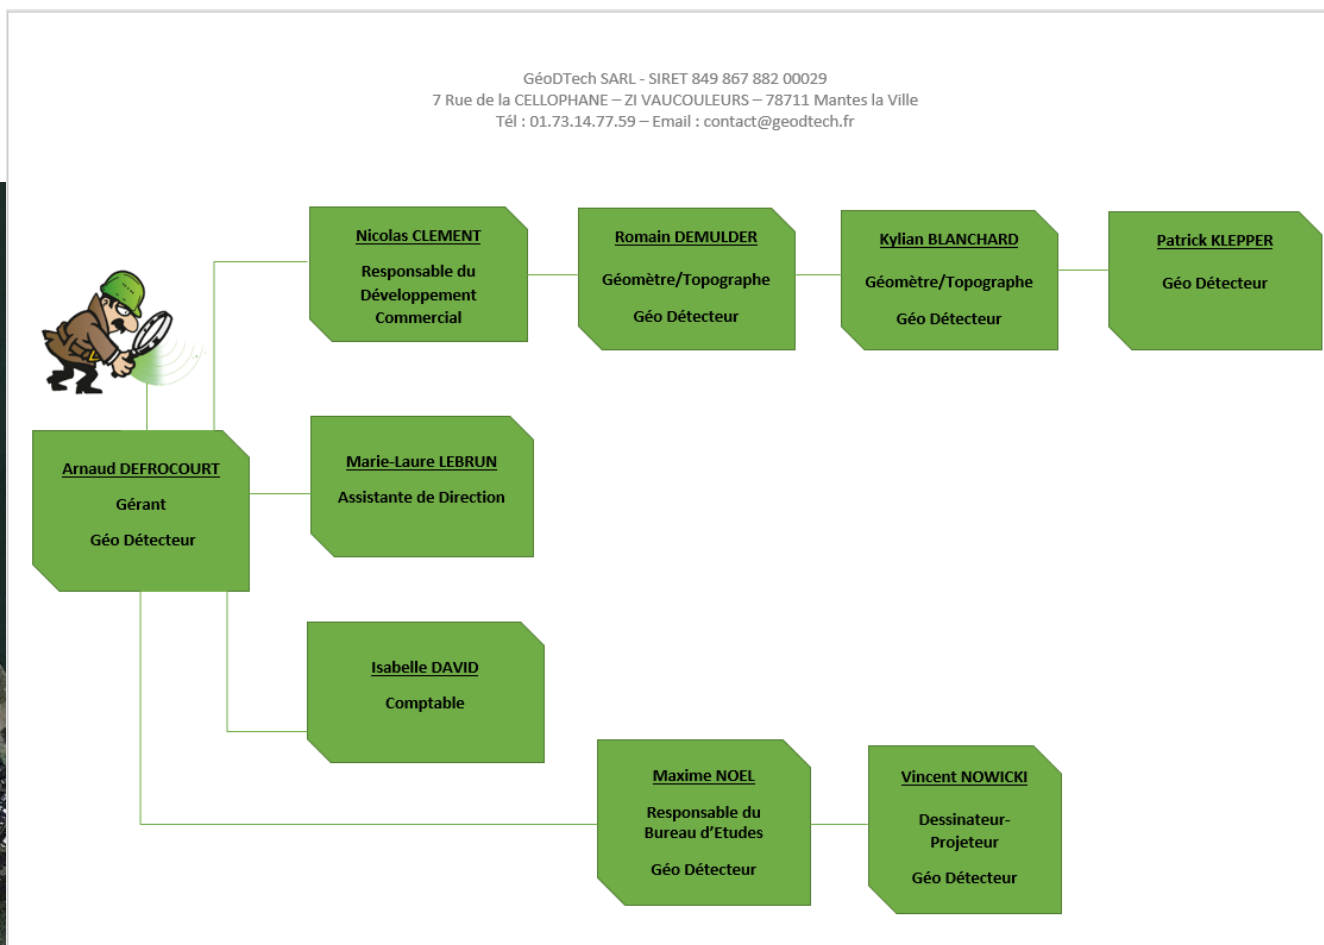 GéoDTech SARL - SIRET 849 867 882 00029
7 Rue de la CELLOPHANE – ZI VAUCOULEURS – 78711 Mantes la Ville
Tél : 01.73.14.77.59 – Email : contact@geodtech.fr
Nicolas CLEMENT
Responsable du
Développement
Commercial
Romain DEMULDER
Géomètre/Topographe
Géo Détecteur
Kylian BLANCHARD
Géomètre/Topographe
Géo Détecteur
Patrick KLEPPER
Géo Détecteur
Arnaud DEFROCOURT
Gérant
Géo Détecteur
Marie-Laure LEBRUN
Assistante de Direction
Isabelle DAVID
Comptable
Maxime NOEL
Responsable du
Bureau d’Etudes
Géo Détecteur
Vincent NOWICKI
Dessinateur-
Projeteur
Géo Détecteur